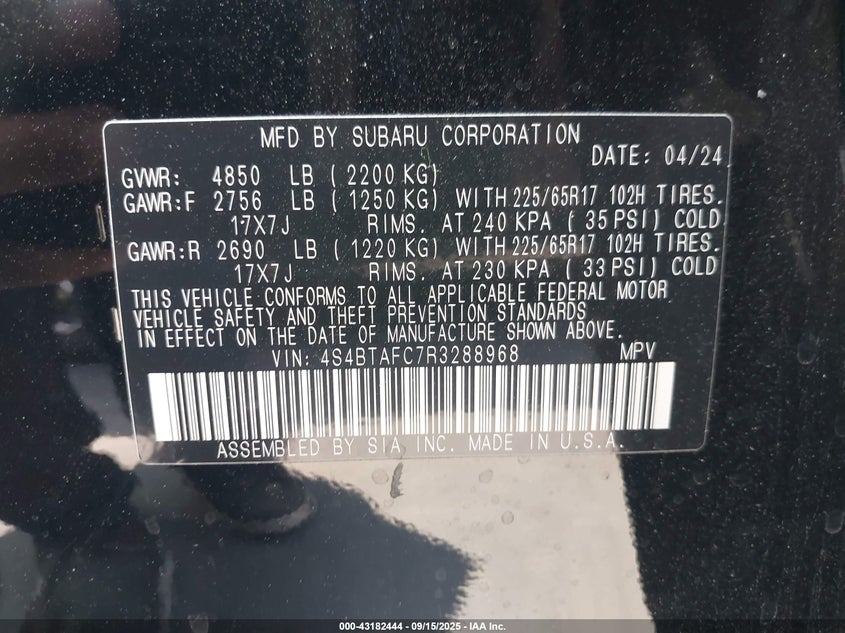 MFD BY SUBARU CORPORATION
DATE: 04/24
GVWR: 4850 LB ( 2200 KG)
GAWR:F 2756 LB ( 1250 KG) WITH 225/65R17 102H TIRES.
17X7J RIMS. AT 240 KPA ( 35 PSI) COLD
GAWR:R 2690 LB ( 1220 KG) WITH 225/65R17 102H TIRES.
17X7J RIMS. AT 230 KPA ( 33 PSI) COLD
THIS VEHICLE CONFORMS TO ALL APPLICABLE FEDERAL MOTOR
VEHICLE SAFETY AND THEFT PREVENTION STANDARDS
IN EFFECT ON THE DATE OF MANUFACTURE SHOWN ABOVE.
VIN: 4S4BTAFC7R3288968 MPV
ASSEMBLED BY SIA, INC. MADE IN U.S.A.
000-43182444 - 09/15/2025 - IAA Inc.